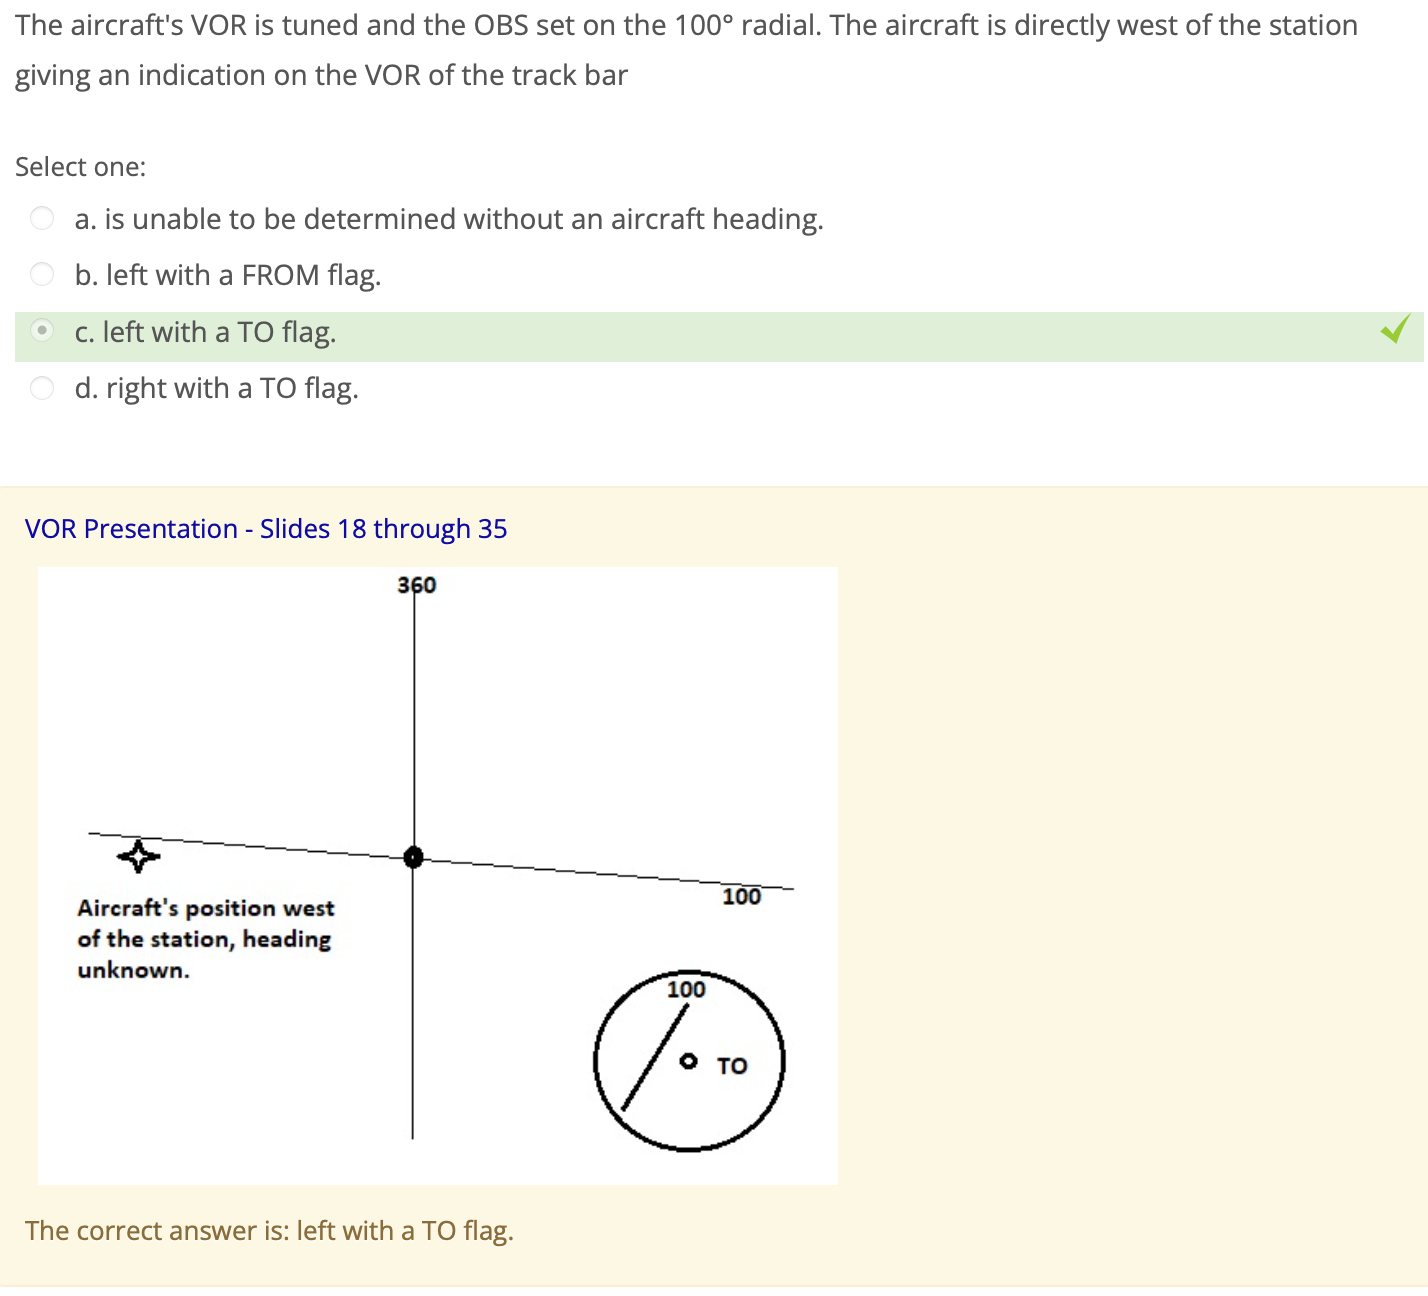 The aircraft's VOR is tuned and the OBS set on the 100° radial. The aircraft is directly west of the station
giving an indication on the VOR of the track bar
Select one:
a. is unable to be determined without an aircraft heading.
b. left with a FROM flag.
c. left with a TO flag.
d. right with a TO flag.
VOR Presentation - Slides 18 through 35
360
100
Aircraft's position west
of the station, heading
unknown.
100
TO
The correct answer is: left with a TO flag.